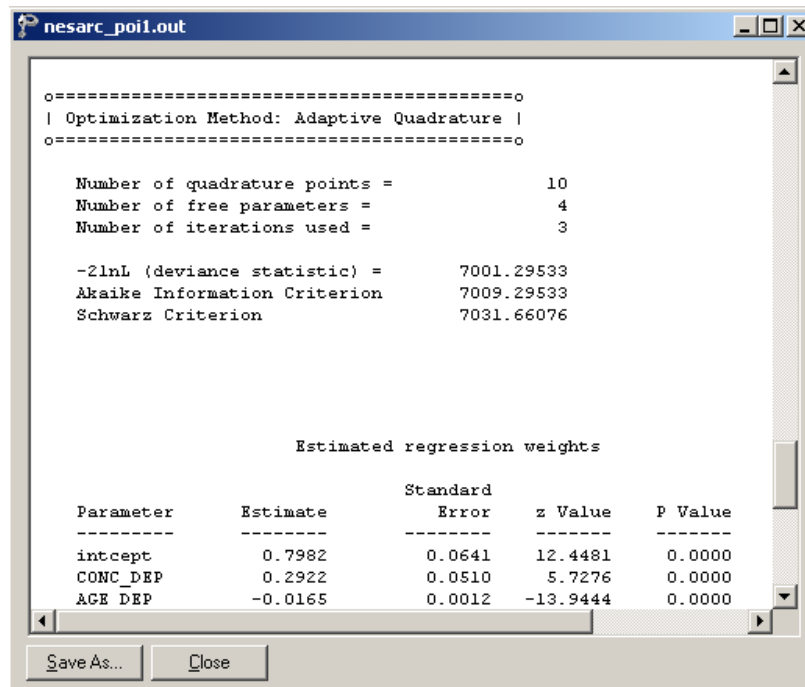 nesarc_poi1.out
o==========================================o
| Optimization Method: Adaptive Quadrature |
o==========================================o
Number of quadrature points = 10
Number of free parameters = 4
Number of iterations used = 3
-2lnL (deviance statistic) = 7001.29533
Akaike Information Criterion 7009.29533
Schwarz Criterion 7031.66076
Estimated regression weights
Standard
Parameter Estimate Error z Value P Value
--------- -------- -------- ------- -------
intcept 0.7982 0.0641 12.4481 0.0000
CONC_DEP 0.2922 0.0510 5.7276 0.0000
AGE DEP -0.0165 0.0012 -13.9444 0.0000
Save As... Close